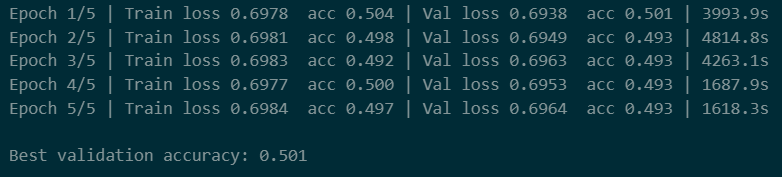 Epoch 1/5 | Train loss 0.6978  acc 0.504 | Val loss 0.6938  acc 0.501 | 3993.9s
Epoch 2/5 | Train loss 0.6981  acc 0.498 | Val loss 0.6949  acc 0.493 | 4814.8s
Epoch 3/5 | Train loss 0.6983  acc 0.492 | Val loss 0.6963  acc 0.493 | 4263.1s
Epoch 4/5 | Train loss 0.6977  acc 0.500 | Val loss 0.6953  acc 0.493 | 1687.9s
Epoch 5/5 | Train loss 0.6984  acc 0.497 | Val loss 0.6964  acc 0.493 | 1618.3s
Best validation accuracy: 0.501